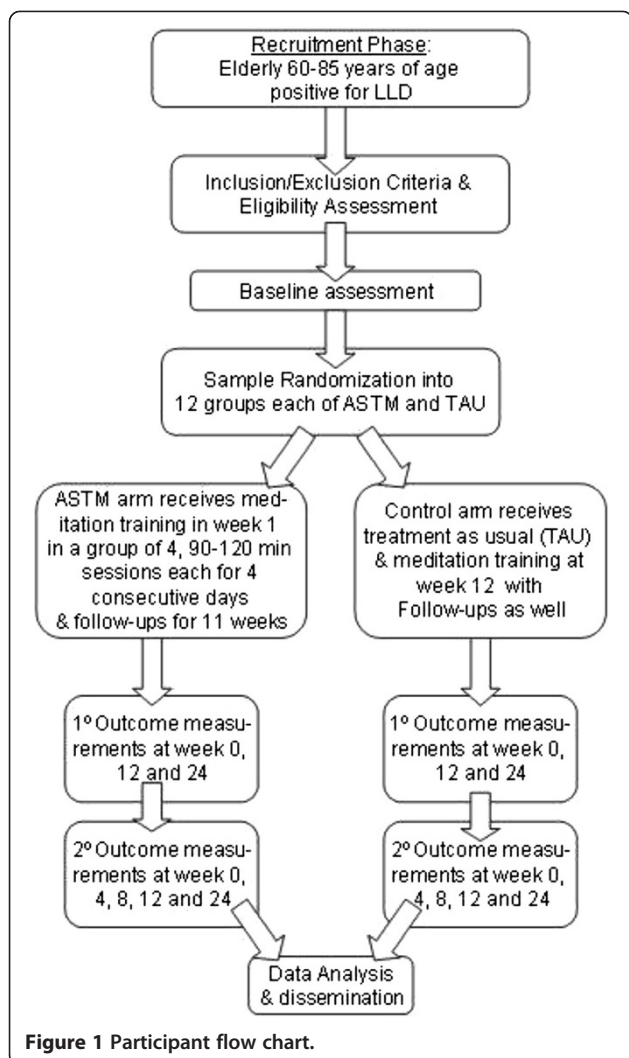 Recruitment Phase:
Elderly 60-85 years of age
positive for LLD
Inclusion/Exclusion Criteria &
Eligibility Assessment
Baseline assessment
Sample Randomization into
12 groups each of ASTM and TAU
ASTM arm receives med-
itation training in week 1
in a group of 4, 90-120 min
sessions each for 4
consecutive days
& follow-ups for 11 weeks
Control arm receives
treatment as usual (TAU)
& meditation training at
week 12 with
Follow-ups as well
1º Outcome measu-
rements at week 0,
12 and 24
1º Outcome measu-
rements at week 0,
12 and 24
2º Outcome measu-
rements at week 0,
4, 8, 12 and 24
2º Outcome measu-
rements at week 0,
4, 8, 12 and 24
Data Analysis
& dissemination
Figure 1 Participant flow chart.